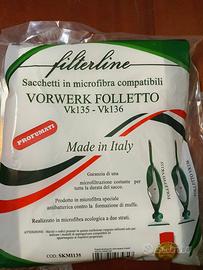 filterline
Sacchetti in microfibra compatibili
VORWERK FOLLETTO
Vk135 - Vk136
PROFUMATI
Made in Italy
Garanzia di una
microfiltrazione costante per
tutta la durata del sacco.
Prodotto in microfibra speciale
antibatterica contro la formazione di muffe.
Realizzato in microfibra ecologica a due strati.
COD. SKMI135